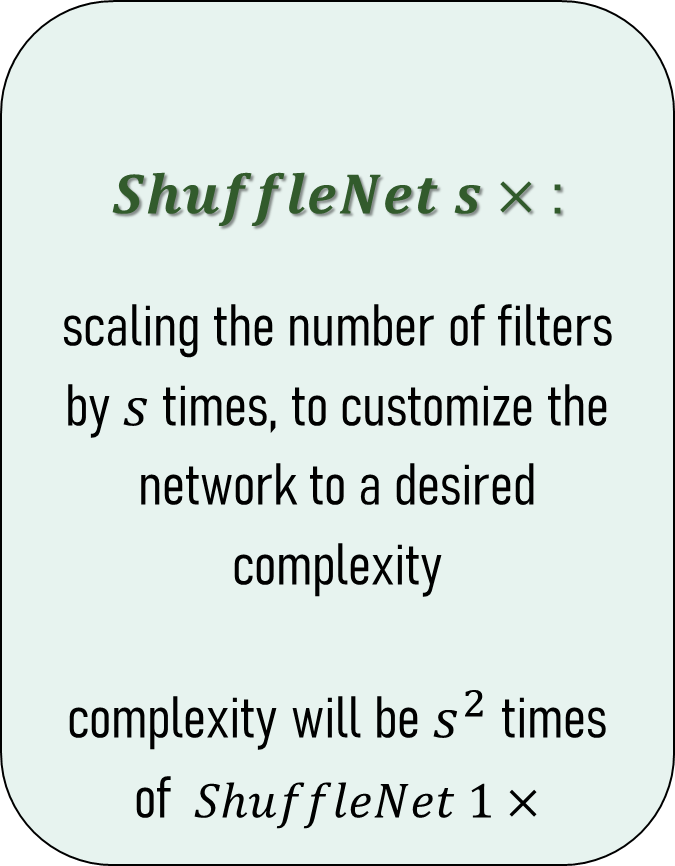 ShuffleNet s × :
scaling the number of filters
by s times, to customize the
network to a desired
complexity
complexity will be s² times
of ShuffleNet 1 ×